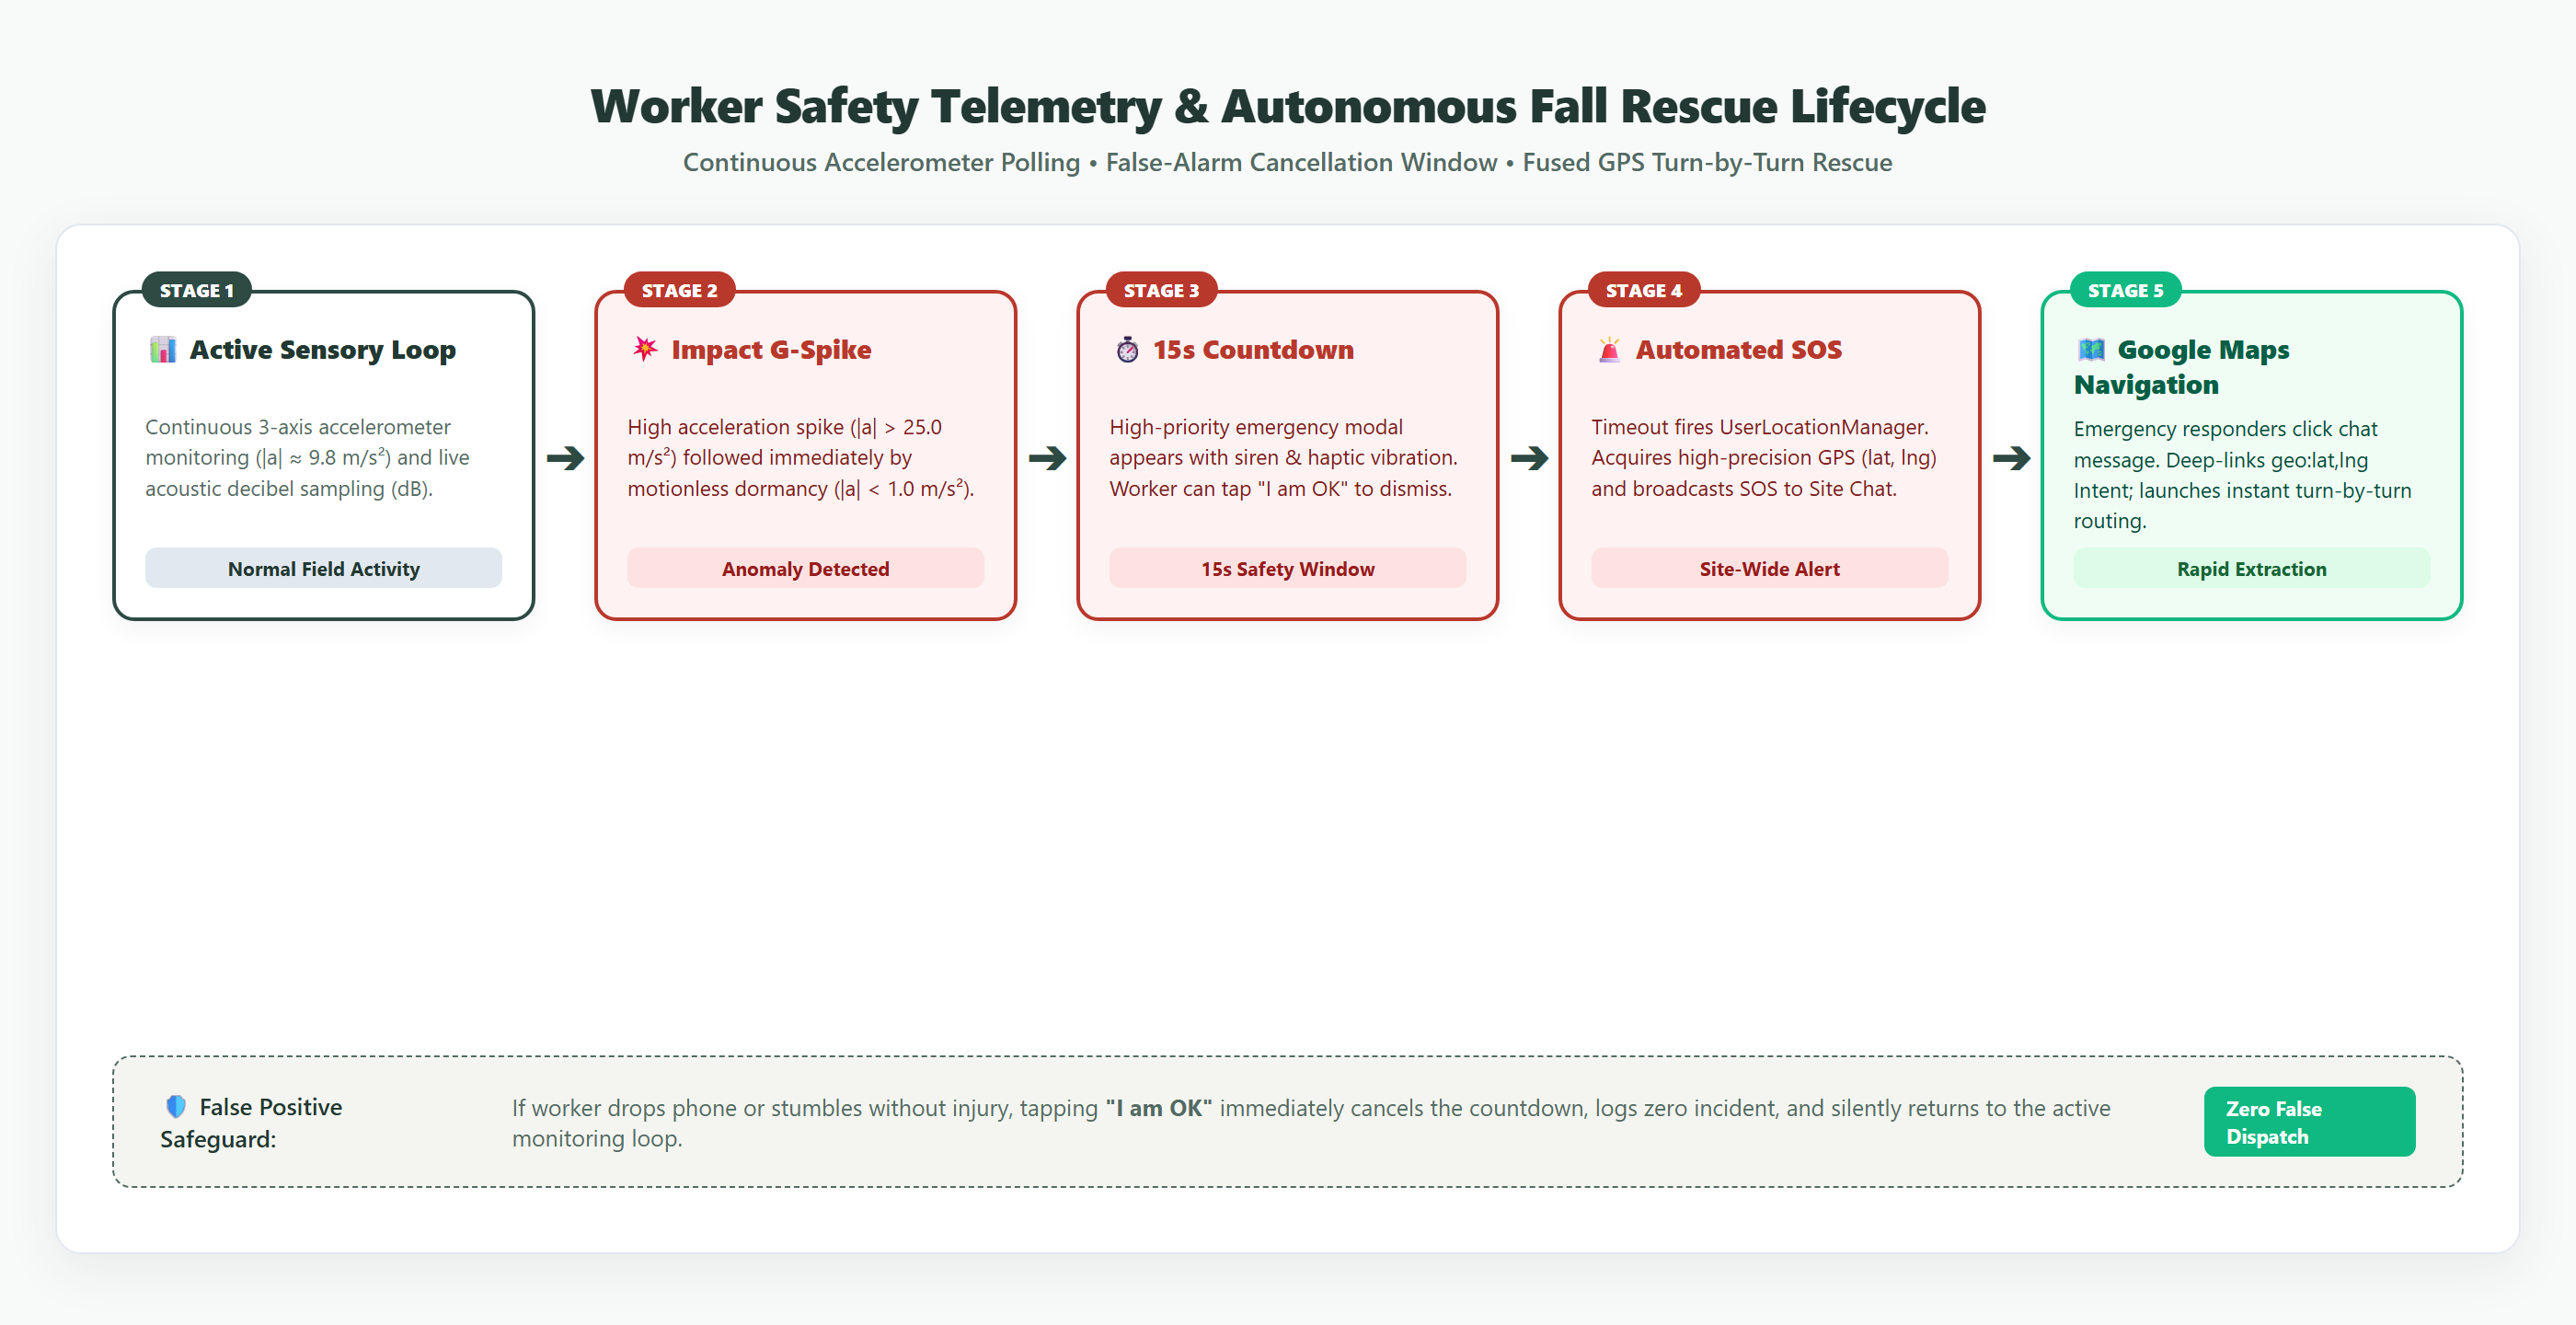 Worker Safety Telemetry & Autonomous Fall Rescue Lifecycle
Continuous Accelerometer Polling • False-Alarm Cancellation Window • Fused GPS Turn-by-Turn Rescue
STAGE 1
Active Sensory Loop
Continuous 3-axis accelerometer
monitoring (|a| ≈ 9.8 m/s²) and live
acoustic decibel sampling (dB).
Normal Field Activity
STAGE 2
Impact G-Spike
High acceleration spike (|a| > 25.0
m/s²) followed immediately by
motionless dormancy (|a| < 1.0 m/s²).
Anomaly Detected
STAGE 3
15s Countdown
High-priority emergency modal
appears with siren & haptic vibration.
Worker can tap "I am OK" to dismiss.
15s Safety Window
STAGE 4
Automated SOS
Timeout fires UserLocationManager.
Acquires high-precision GPS (lat, lng)
and broadcasts SOS to Site Chat.
Site-Wide Alert
STAGE 5
Google Maps
Navigation
Emergency responders click chat
message. Deep-links geo:lat,lng
Intent; launches instant turn-by-turn
routing.
Rapid Extraction
False Positive
Safeguard:
If worker drops phone or stumbles without injury, tapping "I am OK" immediately cancels the countdown, logs zero incident, and silently returns to the active
monitoring loop.
Zero False
Dispatch